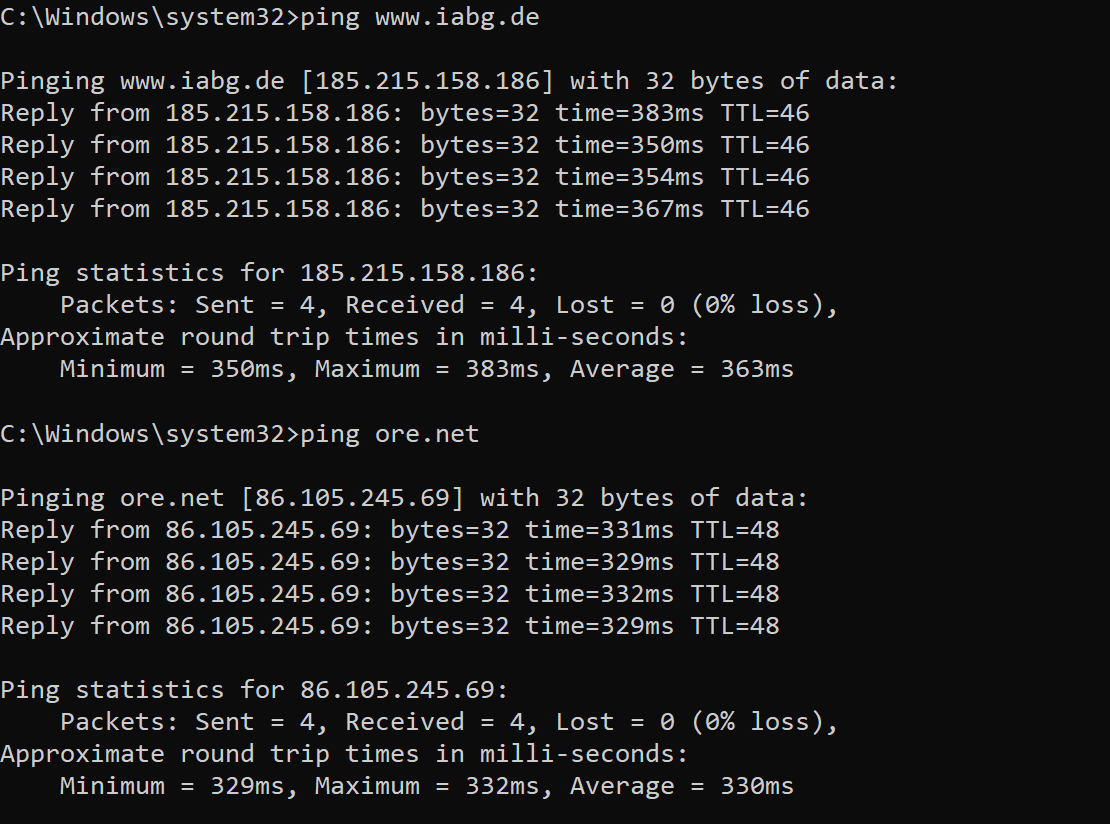 C:\Windows\system32>ping www.iabg.de
Pinging www.iabg.de [185.215.158.186] with 32 bytes of data:
Reply from 185.215.158.186: bytes=32 time=383ms TTL=46
Reply from 185.215.158.186: bytes=32 time=350ms TTL=46
Reply from 185.215.158.186: bytes=32 time=354ms TTL=46
Reply from 185.215.158.186: bytes=32 time=367ms TTL=46
Ping statistics for 185.215.158.186:
    Packets: Sent = 4, Received = 4, Lost = 0 (0% loss),
Approximate round trip times in milli-seconds:
    Minimum = 350ms, Maximum = 383ms, Average = 363ms
C:\Windows\system32>ping ore.net
Pinging ore.net [86.105.245.69] with 32 bytes of data:
Reply from 86.105.245.69: bytes=32 time=331ms TTL=48
Reply from 86.105.245.69: bytes=32 time=329ms TTL=48
Reply from 86.105.245.69: bytes=32 time=332ms TTL=48
Reply from 86.105.245.69: bytes=32 time=329ms TTL=48
Ping statistics for 86.105.245.69:
    Packets: Sent = 4, Received = 4, Lost = 0 (0% loss),
Approximate round trip times in milli-seconds:
    Minimum = 329ms, Maximum = 332ms, Average = 330ms